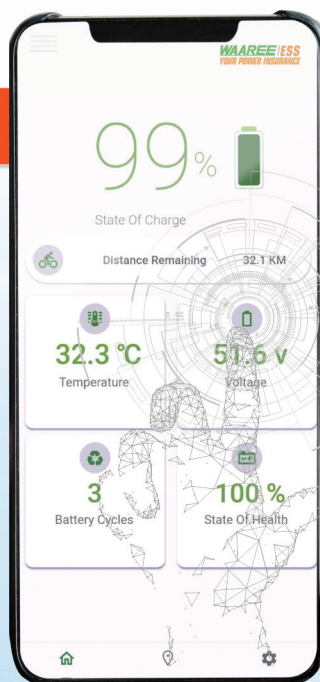 WAAREE|ESS
YOUR POWER INSURANCE
99%
State Of Charge
Distance Remaining 32.1 KM
32.3 °C
Temperature
51.6 v
Voltage
3
Battery Cycles
100 %
State Of Health